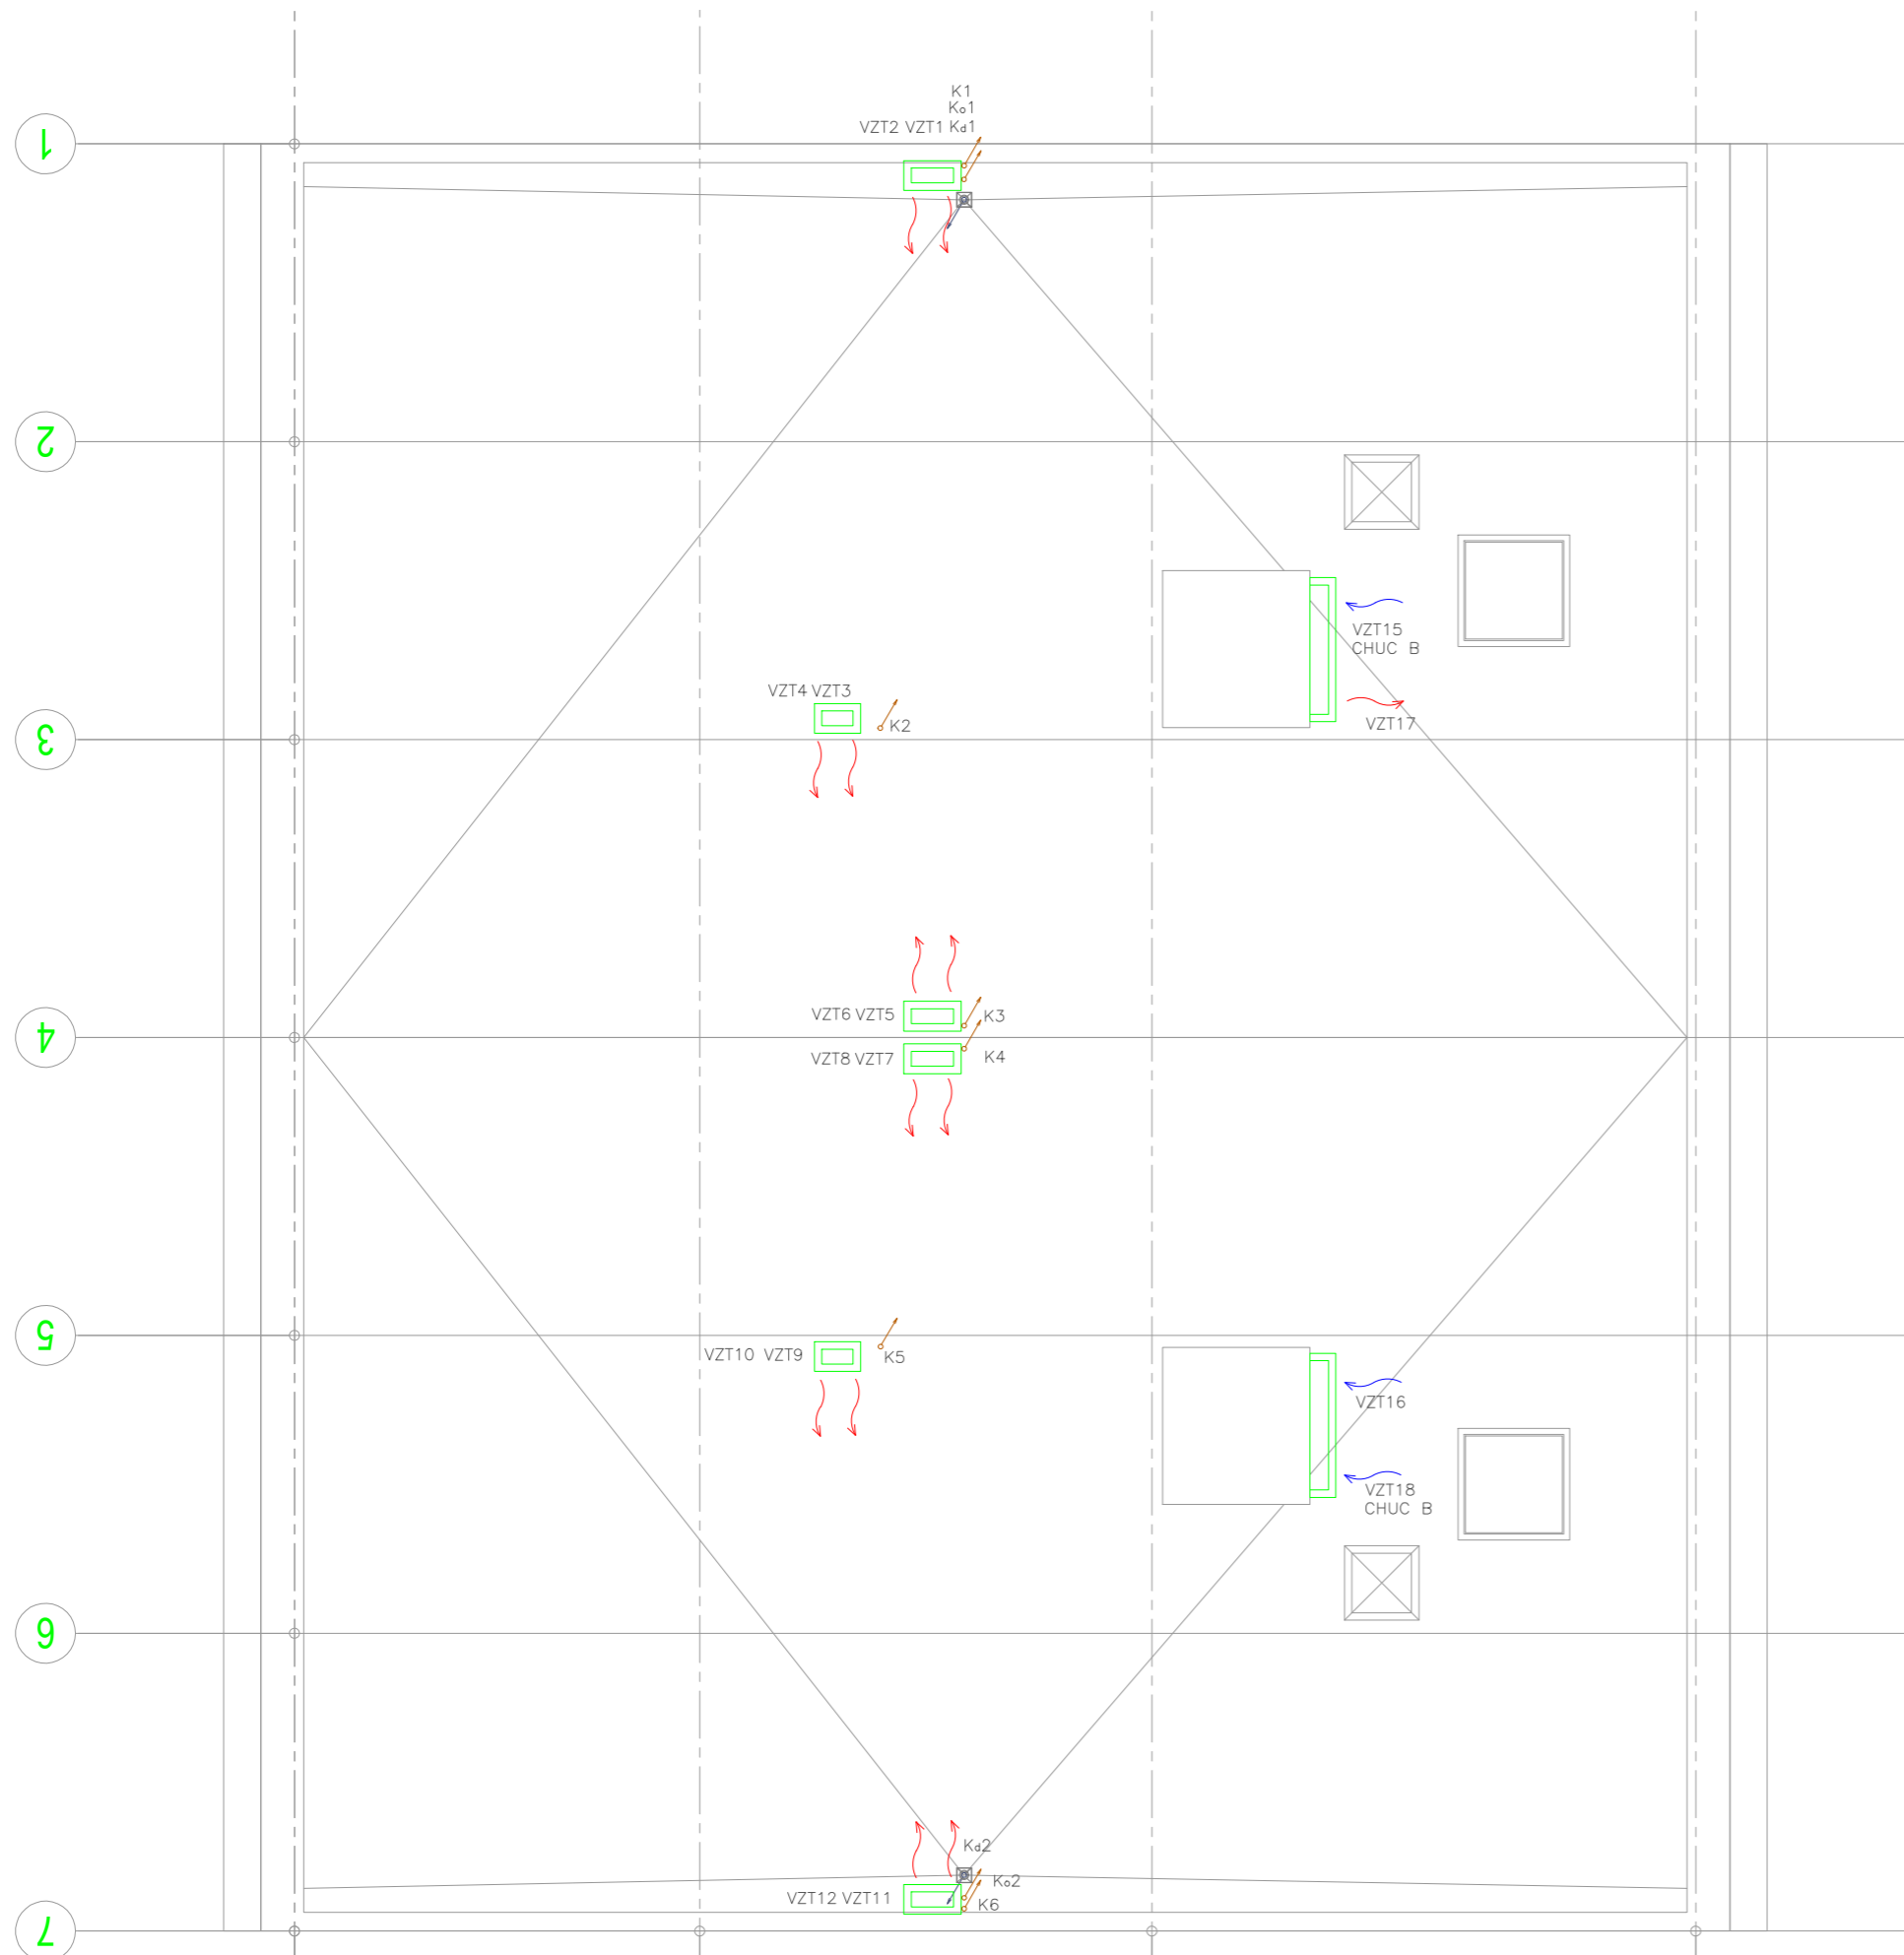 K1
Ko1
VZT2 VZT1 Kd1
1
2
VZT15
CHUC B
VZT4 VZT3
K2
VZT17
3
VZT6 VZT5
K3
4
VZT8 VZT7
K4
5
VZT10 VZT9
K5
VZT16
VZT18
CHUC B
6
Kd2
Ko2
VZT12 VZT11
K6
7